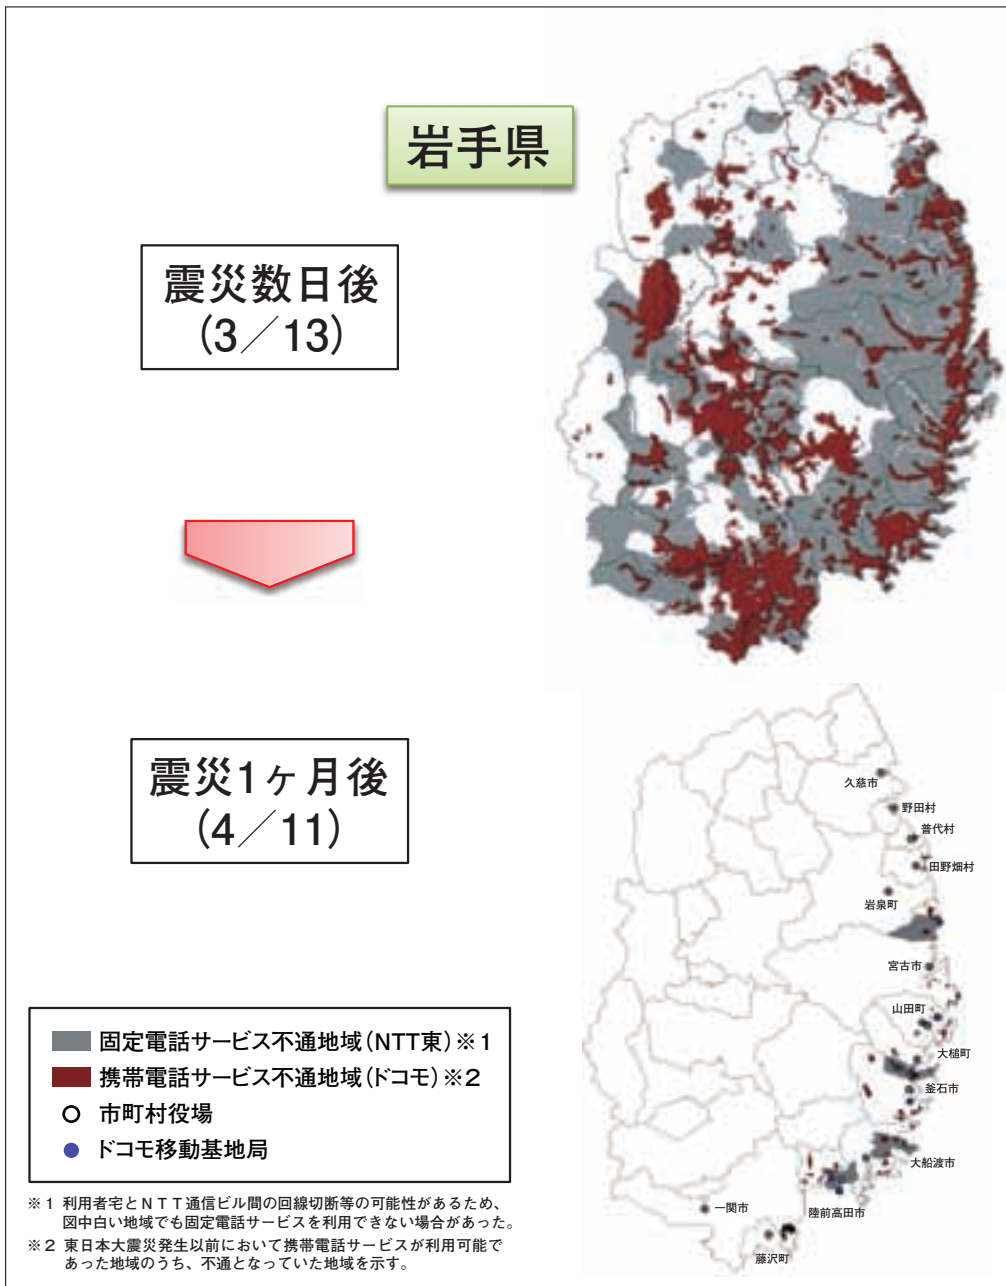 岩手県
震災数日後
(3/13)
震災1ヶ月後
(4/11)
久慈市
野田村
普代村
田野畑村
岩泉町
宮古市
山田町
大槌町
釜石市
大船渡市
陸前高田市
一関市
藤沢町
固定電話サービス不通地域(NTT東)※1
携帯電話サービス不通地域(ドコモ)※2
市町村役場
ドコモ移動基地局
※1 利用者宅とNTT通信ビル間の回線切断等の可能性があるため、
図中白い地域でも固定電話サービスを利用できない場合があった。
※2 東日本大震災発生以前において携帯電話サービスが利用可能で
あった地域のうち、不通となっていた地域を示す。